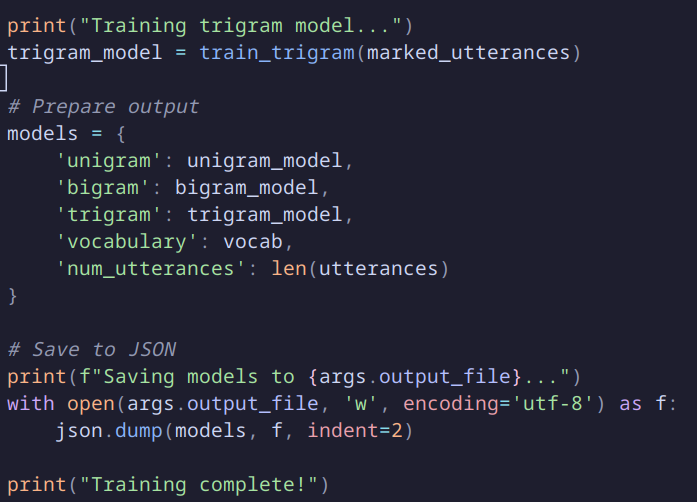 print("Training trigram model...")
trigram_model = train_trigram(marked_utterances)
# Prepare output
models = {
    'unigram': unigram_model,
    'bigram': bigram_model,
    'trigram': trigram_model,
    'vocabulary': vocab,
    'num_utterances': len(utterances)
}
# Save to JSON
print(f"Saving models to {args.output_file}...")
with open(args.output_file, 'w', encoding='utf-8') as f:
    json.dump(models, f, indent=2)
print("Training complete!")